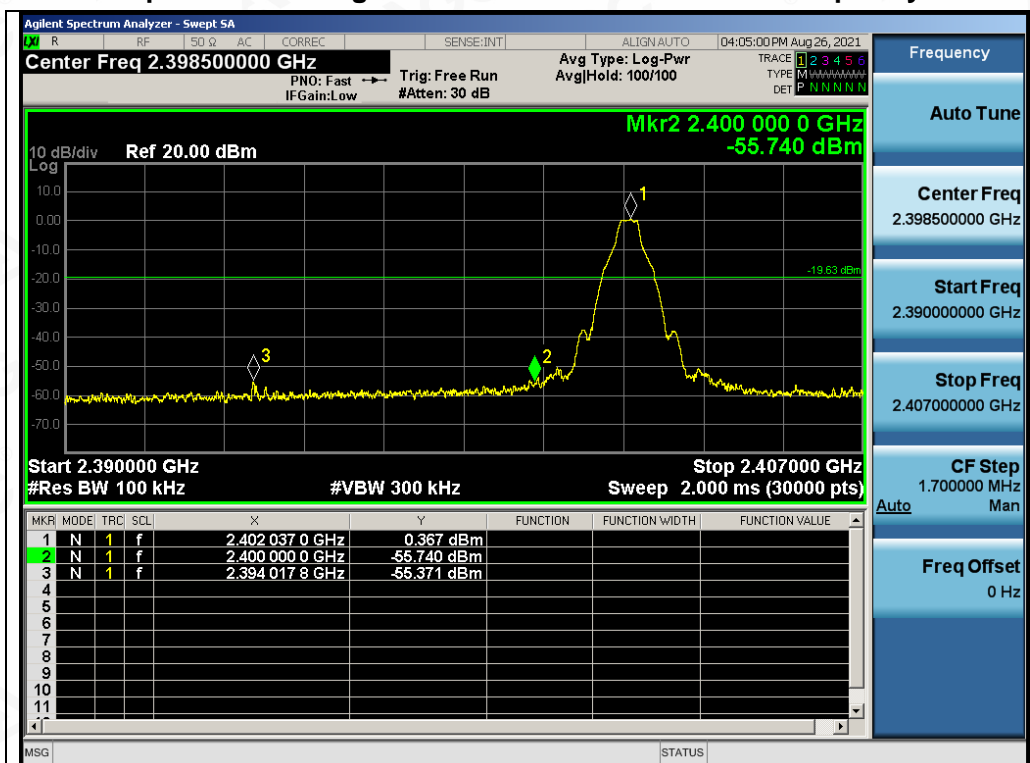 Agilent Spectrum Analyzer - Swept SA
LXI R RF 50 Ω AC CORREC SENSE:INT ALIGN AUTO 04:05:00 PM Aug 26, 2021
Center Freq 2.398500000 GHz
PNO: Fast
IFGain:Low
Trig: Free Run
#Atten: 30 dB
Avg Type: Log-Pwr
Avg|Hold: 100/100
TRACE 1 2 3 4 5 6
TYPE M
DET P N N N N N
Mkr2 2.400 000 0 GHz
-55.740 dBm
10 dB/div Ref 20.00 dBm
Log
10.0
0.00
-10.0
-20.0
-30.0
-40.0
-50.0
-60.0
-70.0
1
2
3
-19.63 dBm
Start 2.390000 GHz Stop 2.407000 GHz
#Res BW 100 kHz #VBW 300 kHz Sweep 2.000 ms (30000 pts)
MKR MODE TRC SCL X Y FUNCTION FUNCTION WIDTH FUNCTION VALUE
1 N 1 f 2.402 037 0 GHz 0.367 dBm
2 N 1 f 2.400 000 0 GHz -55.740 dBm
3 N 1 f 2.394 017 8 GHz -55.371 dBm
4
5
6
7
8
9
10
11
MSG STATUS
Frequency
Auto Tune
Center Freq
2.398500000 GHz
Start Freq
2.390000000 GHz
Stop Freq
2.407000000 GHz
CF Step
1.700000 MHz
Auto Man
Freq Offset
0 Hz